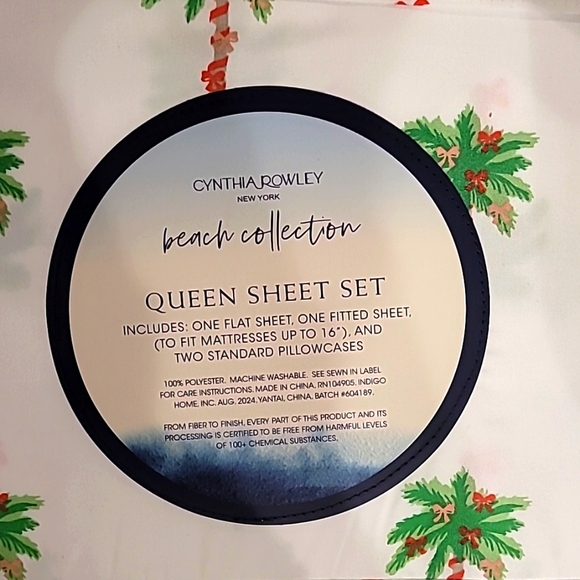 CYNTHIA ROWLEY
NEW YORK
beach collection
QUEEN SHEET SET
INCLUDES: ONE FLAT SHEET, ONE FITTED SHEET,
(TO FIT MATTRESSES UP TO 16"), AND
TWO STANDARD PILLOWCASES
100% POLYESTER. MACHINE WASHABLE. SEE SEWN IN LABEL
FOR CARE INSTRUCTIONS. MADE IN CHINA, RN104905. INDIGO
HOME, INC. AUG. 2024. YANTAI, CHINA. BATCH #604189.
FROM FIBER TO FINISH, EVERY PART OF THIS PRODUCT AND ITS
PROCESSING IS CERTIFIED TO BE FREE FROM HARMFUL LEVELS
OF 100+ CHEMICAL SUBSTANCES.